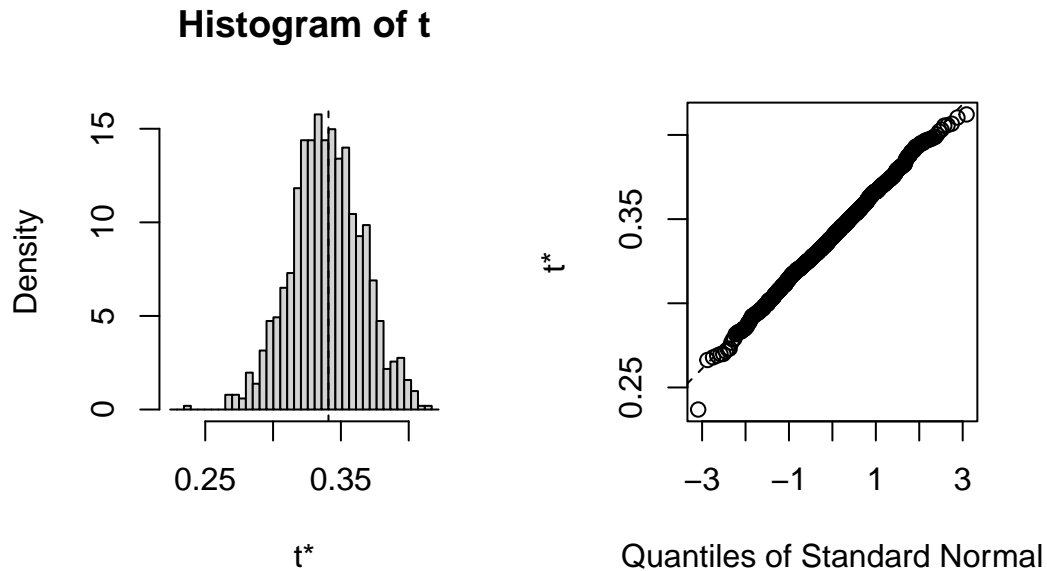 Histogram of t
Density
0
5
10
15
0.25
0.35
t*
t*
0.25
0.35
−3
−1
1
3
Quantiles of Standard Normal